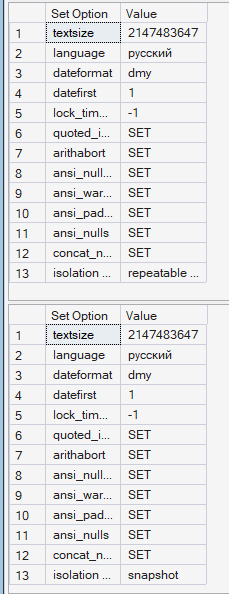 Set Option Value
1 textsize 2147483647
2 language русский
3 dateformat dmy
4 datefirst 1
5 lock_tim... -1
6 quoted_i... SET
7 arithabort SET
8 ansi_null... SET
9 ansi_war... SET
10 ansi_pad... SET
11 ansi_nulls SET
12 concat_n... SET
13 isolation ... repeatable ...
Set Option Value
1 textsize 2147483647
2 language русский
3 dateformat dmy
4 datefirst 1
5 lock_tim... -1
6 quoted_i... SET
7 arithabort SET
8 ansi_null... SET
9 ansi_war... SET
10 ansi_pad... SET
11 ansi_nulls SET
12 concat_n... SET
13 isolation ... snapshot